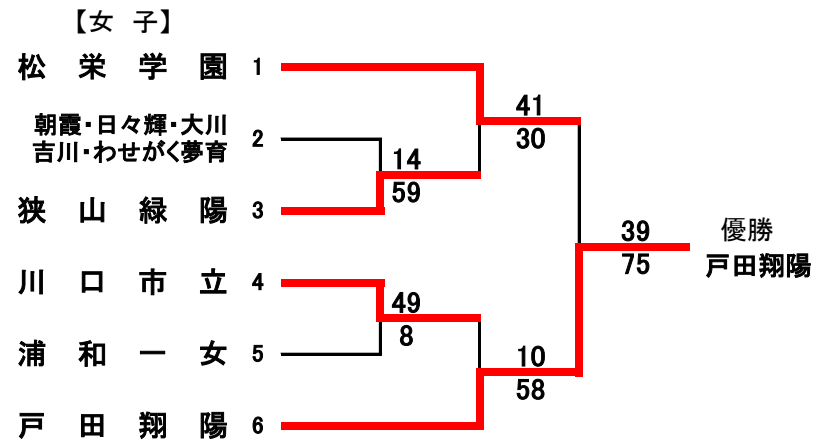 【女 子】
松 栄 学 園 1
朝霞・日々輝・大川
吉川・わせがく夢育 2
狭 山 緑 陽 3
川 口 市 立 4
浦 和 一 女 5
戸 田 翔 陽 6
14
59
49
8
41
30
10
58
39
75
優勝
戸田翔陽